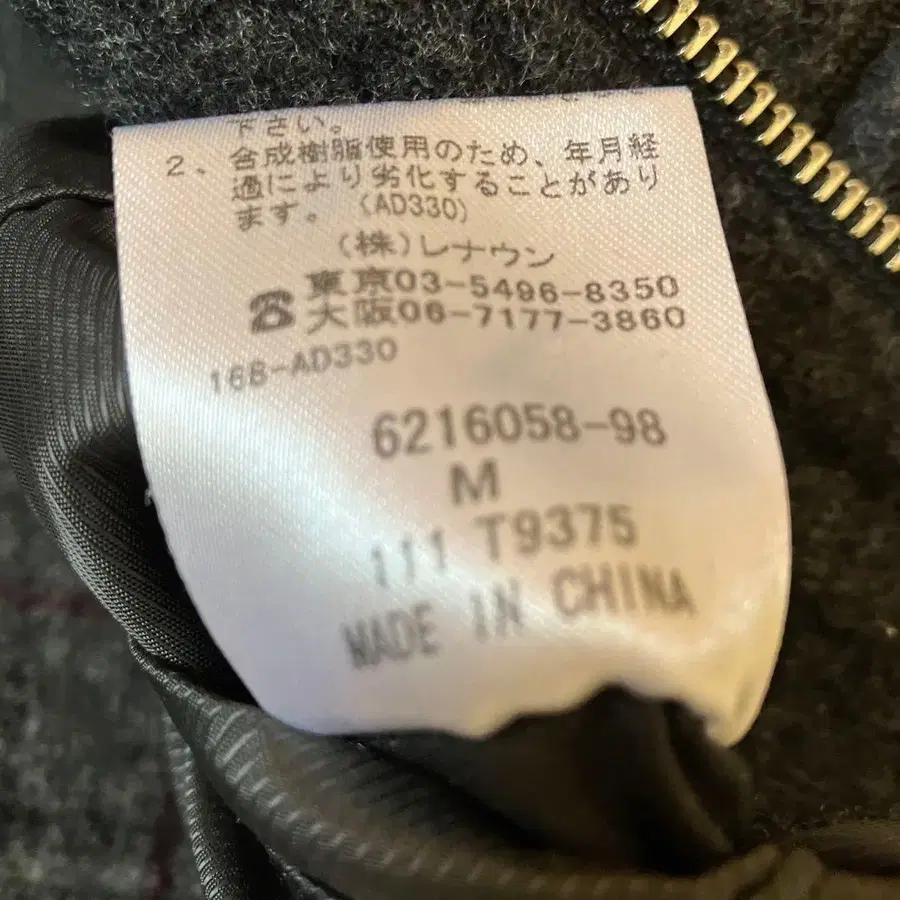 下さい。
2、合成樹脂使用のため、年月経
過により劣化することがあり
ます。 (AD330)
(株)レナウン
☎東京03-5496-8350
大阪06-7177-3860
168-AD330
6216058-98
M
111 T9375
MADE IN CHINA